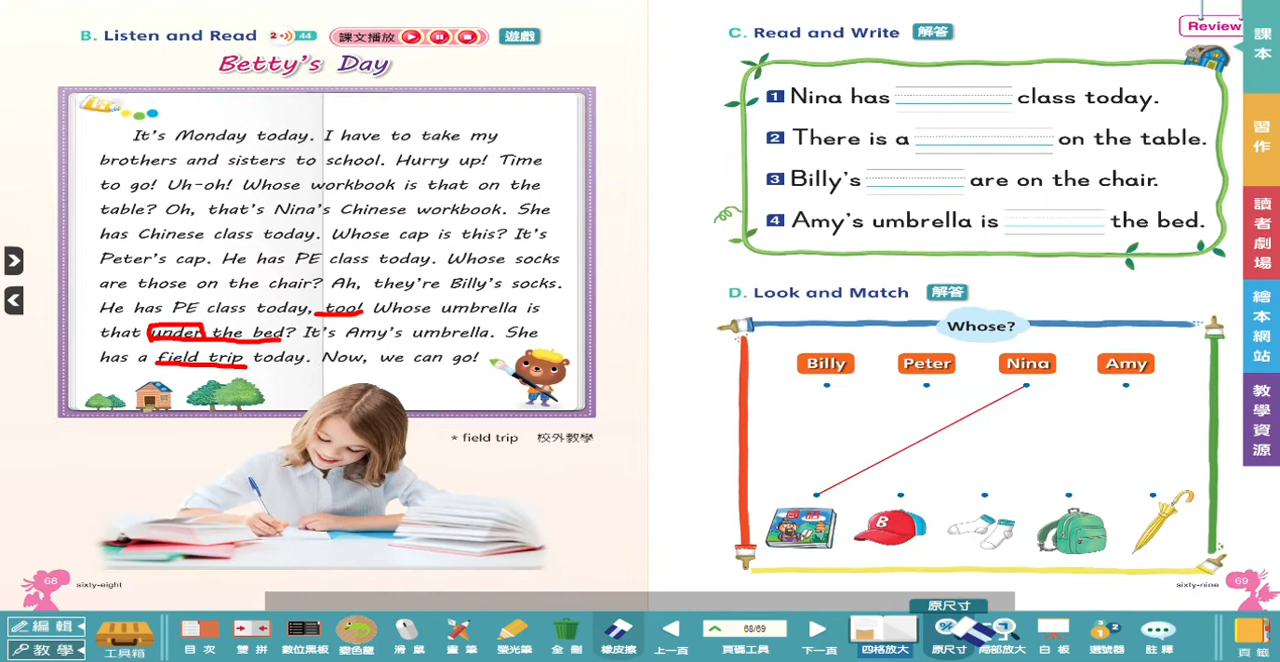 B. Listen and Read 2 44 課文播放 遊戲
Betty's Day
It's Monday today. I have to take my
brothers and sisters to school. Hurry up! Time
to go! Uh-oh! Whose workbook is that on the
table? Oh, that's Nina's Chinese workbook. She
has Chinese class today. Whose cap is this? It's
Peter's cap. He has PE class today. Whose socks
are those on the chair? Ah, they're Billy's socks.
He has PE class today, too! Whose umbrella is
that under the bed? It's Amy's umbrella. She
has a field trip today. Now, we can go!
* field trip 校外教學
68 sixty-eight
Review
C. Read and Write 解答
1 Nina has class today.
2 There is a on the table.
3 Billy's are on the chair.
4 Amy's umbrella is the bed.
D. Look and Match 解答
Whose?
Billy Peter Nina Amy
國語
B
sixty-nine 69
課本
習作
讀者劇場
繪本網站
教學資源
原尺寸
編輯
教學
工具箱 目次 雙拼 數位黑板 變色龍 滑鼠 畫筆 螢光筆 全刪 橡皮擦 上一頁 68/69 頁碼工具 下一頁 四格放大 原尺寸 局部放大 白板 選號器 註釋 頁籤